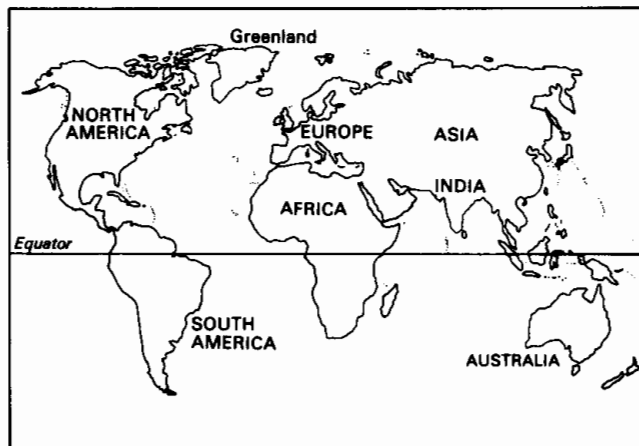 Greenland
NORTH
AMERICA
EUROPE
ASIA
INDIA
AFRICA
Equator
SOUTH
AMERICA
AUSTRALIA